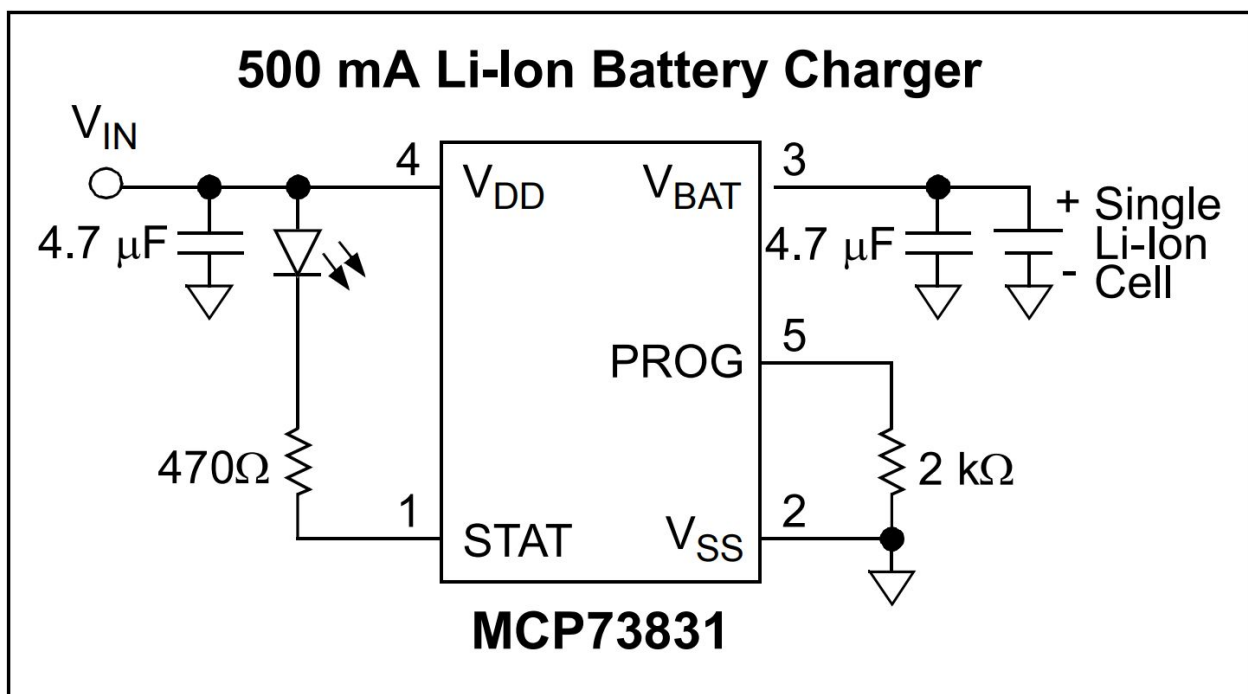 500 mA Li-Ion Battery Charger
VIN
4
VDD
VBAT
3
4.7 μF
4.7 μF
+ Single
Li-Ion
- Cell
PROG
5
470Ω
2 kΩ
1
STAT
VSS
2
MCP73831